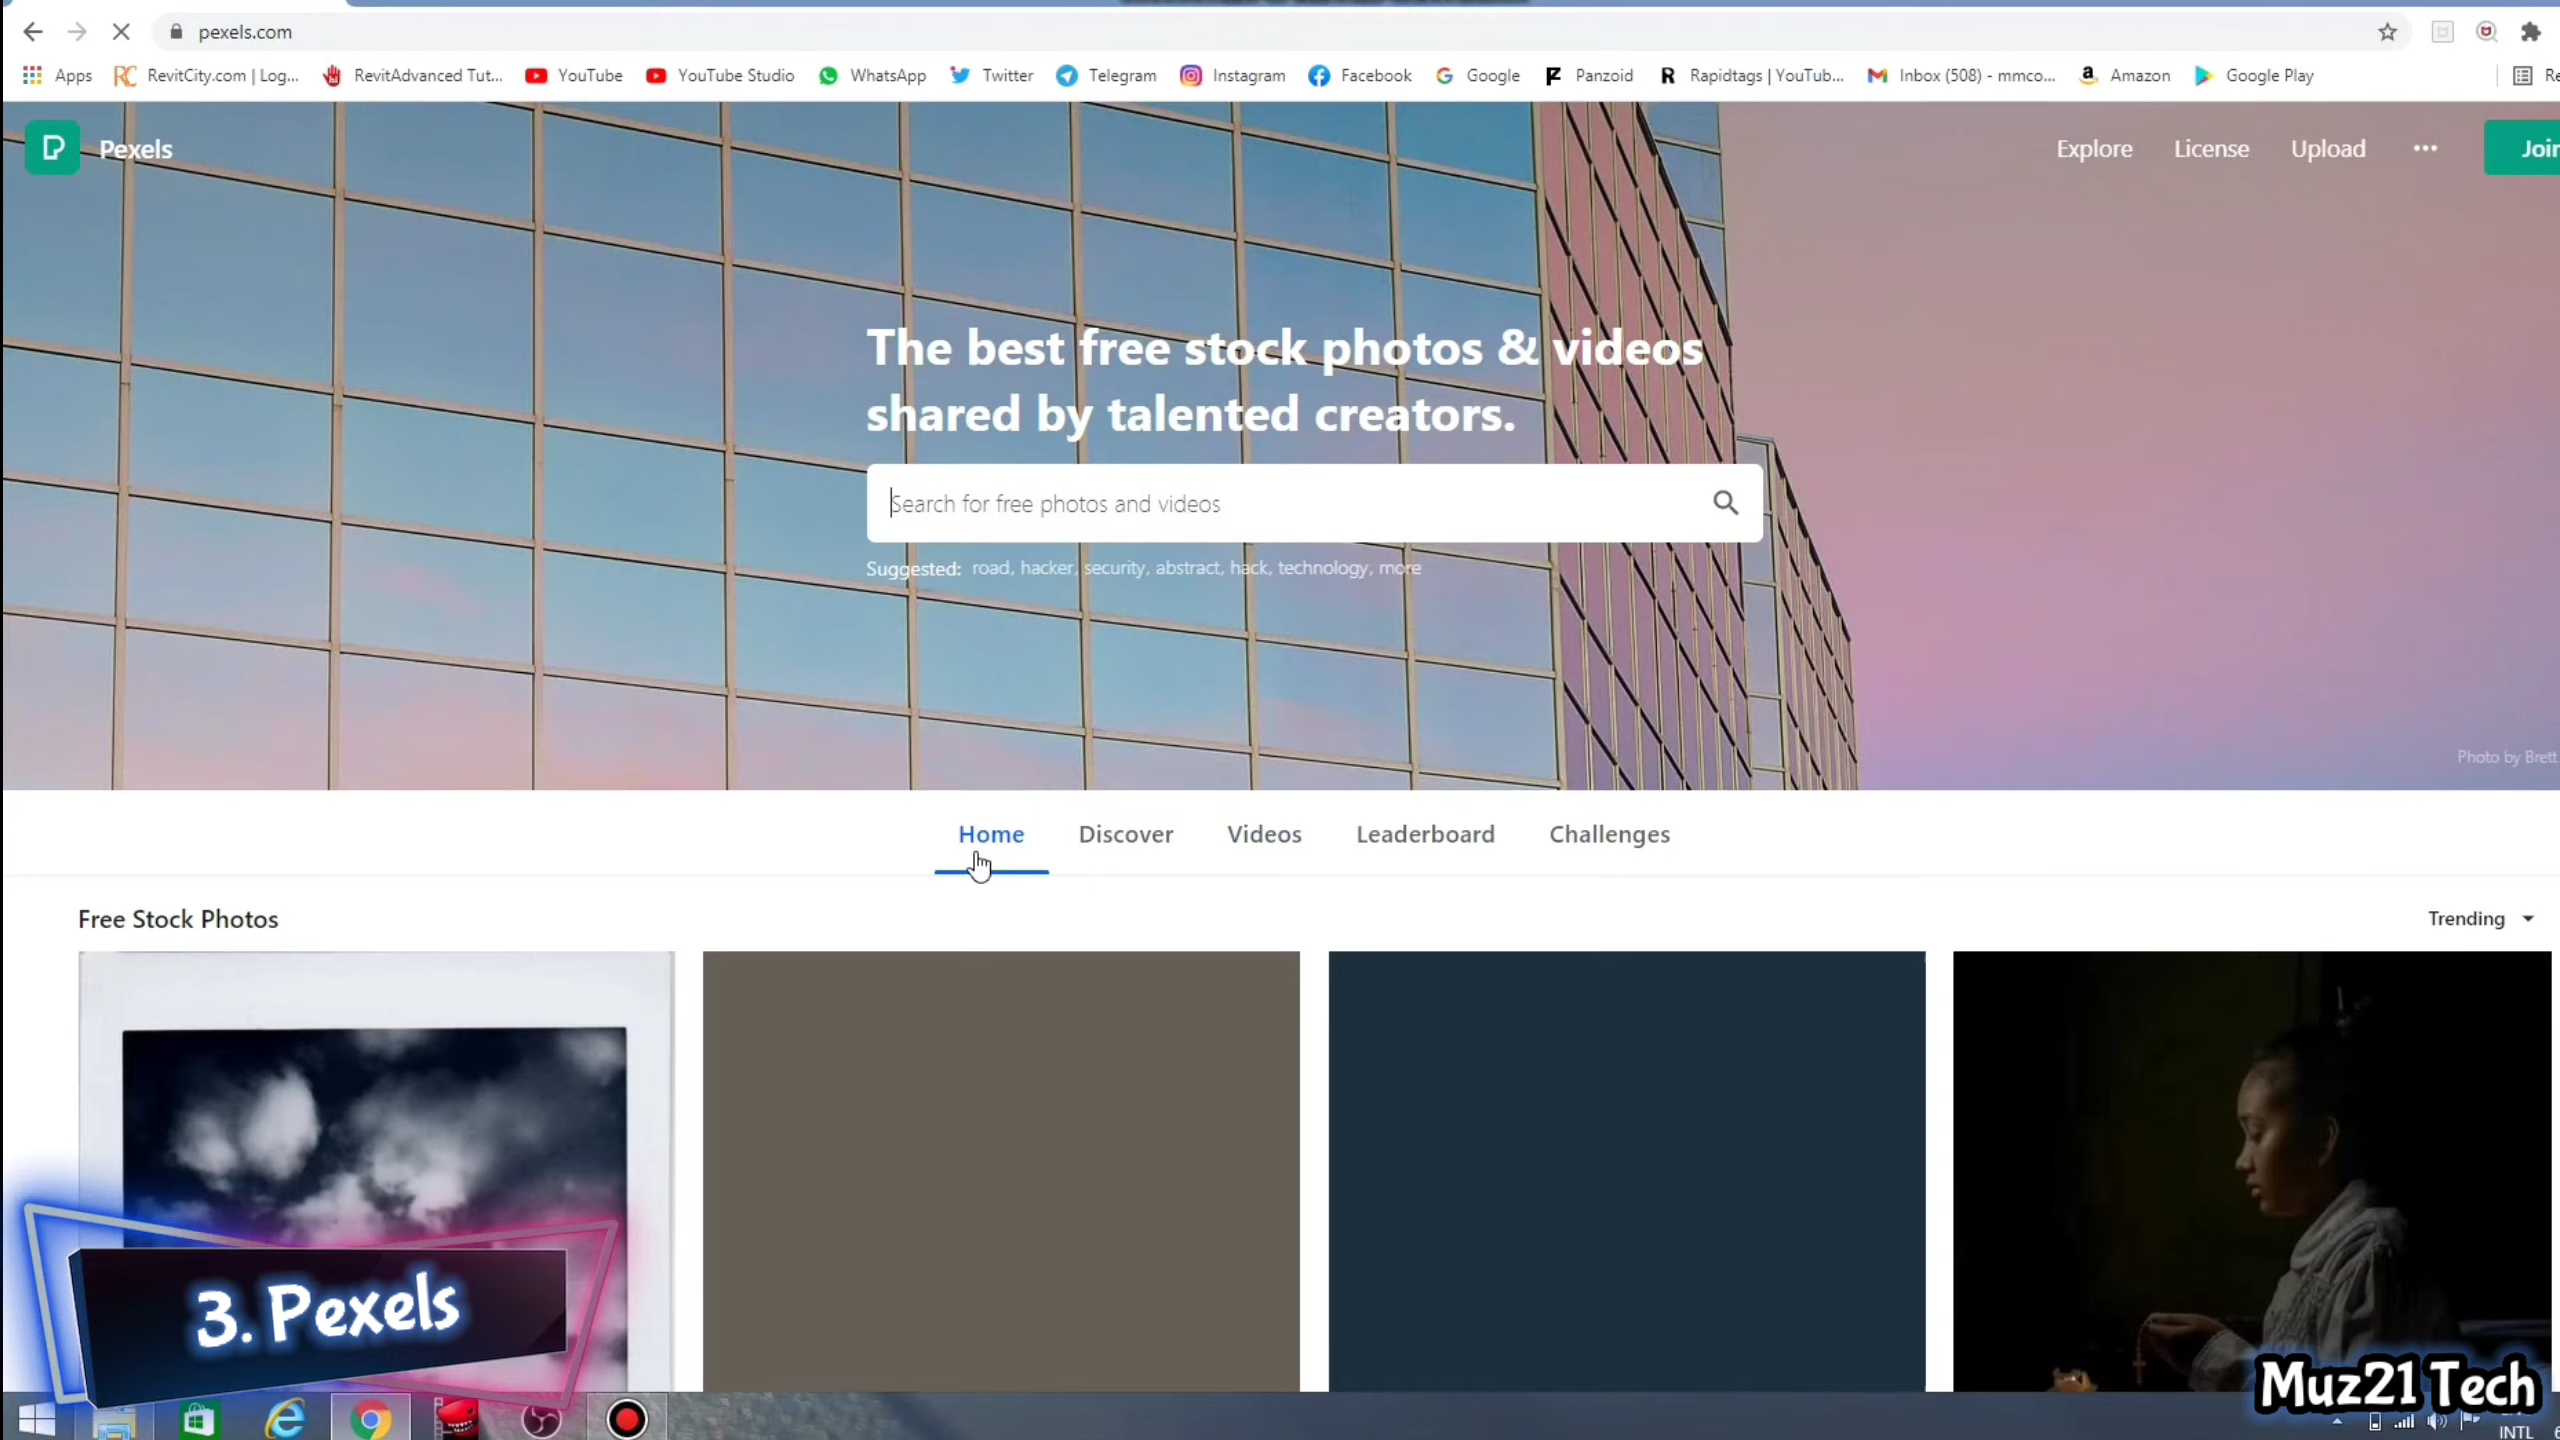 pexels.com
Apps RevitCity.com | Log... RevitAdvanced Tut... YouTube YouTube Studio WhatsApp Twitter Telegram Instagram Facebook Google Panzoid Rapidtags | YouTub... Inbox (508) - mmco... Amazon Google Play
Pexels Explore License Upload
The best free stock photos & videos
shared by talented creators.
Search for free photos and videos
Suggested: road, hacker, security, abstract, hack, technology, more
Photo by Brett
Home Discover Videos Leaderboard Challenges
Free Stock Photos Trending
3. Pexels
Muz21 Tech
INTL